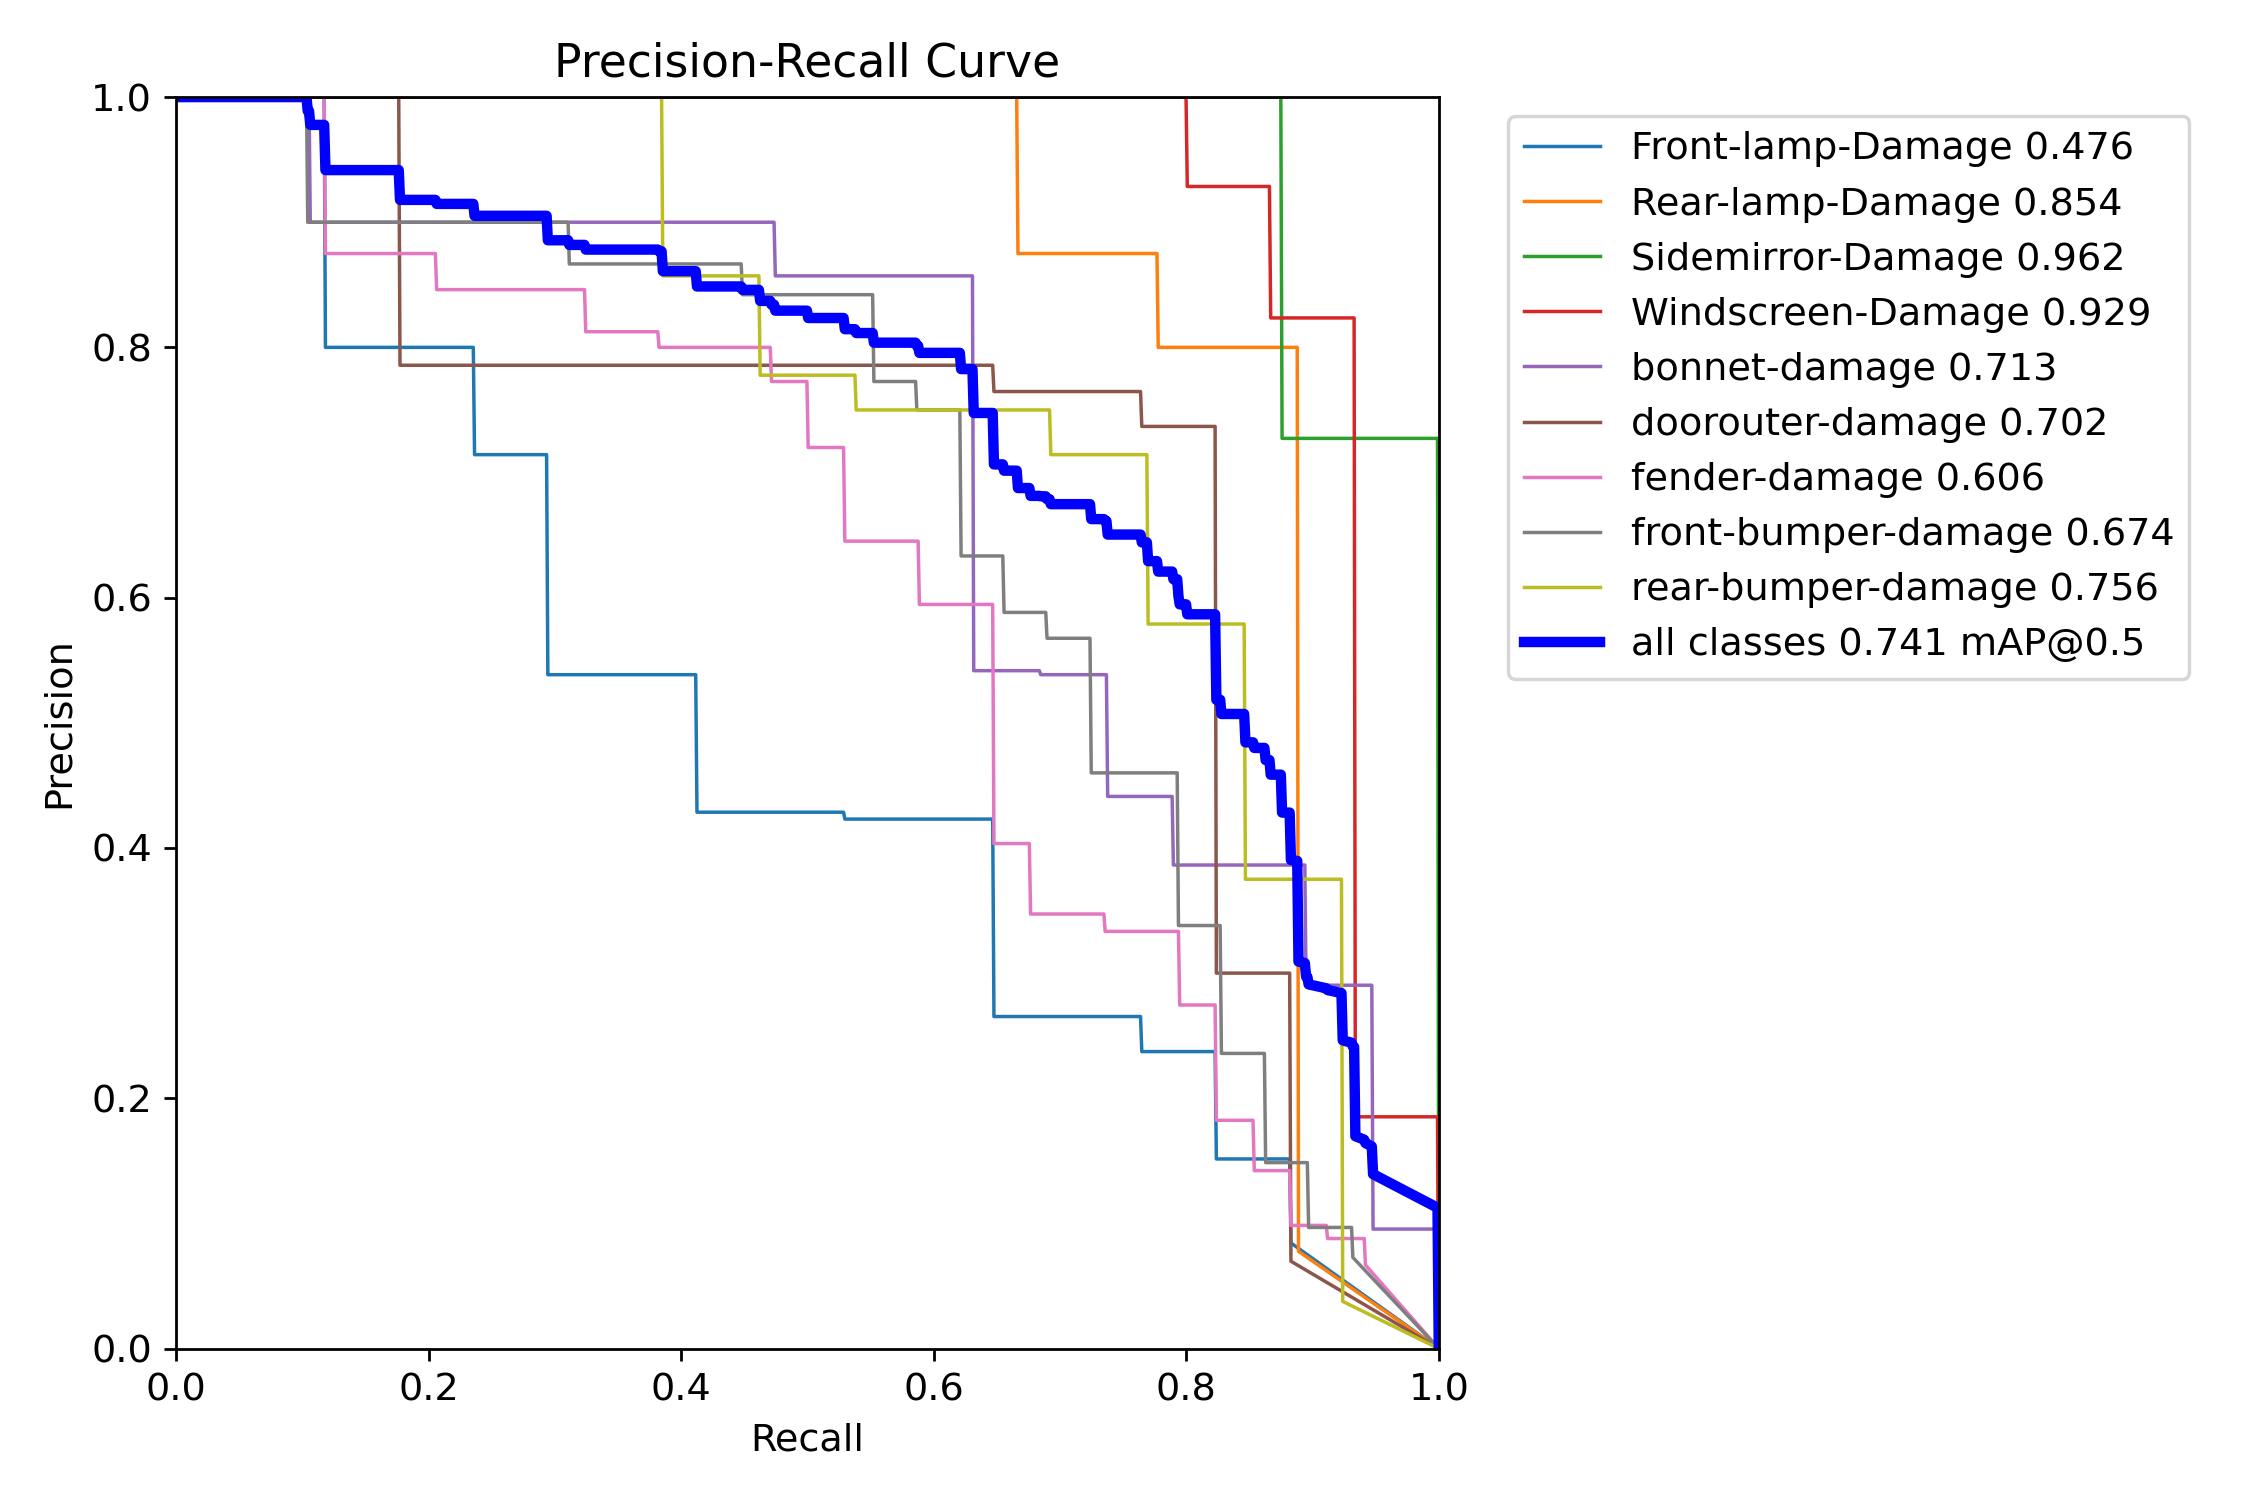 Precision-Recall Curve
1.0
0.8
0.6
0.4
0.2
0.0
Precision
0.0 0.2 0.4 0.6 0.8 1.0
Recall
Front-lamp-Damage 0.476
Rear-lamp-Damage 0.854
Sidemirror-Damage 0.962
Windscreen-Damage 0.929
bonnet-damage 0.713
doorouter-damage 0.702
fender-damage 0.606
front-bumper-damage 0.674
rear-bumper-damage 0.756
all classes 0.741 mAP@0.5